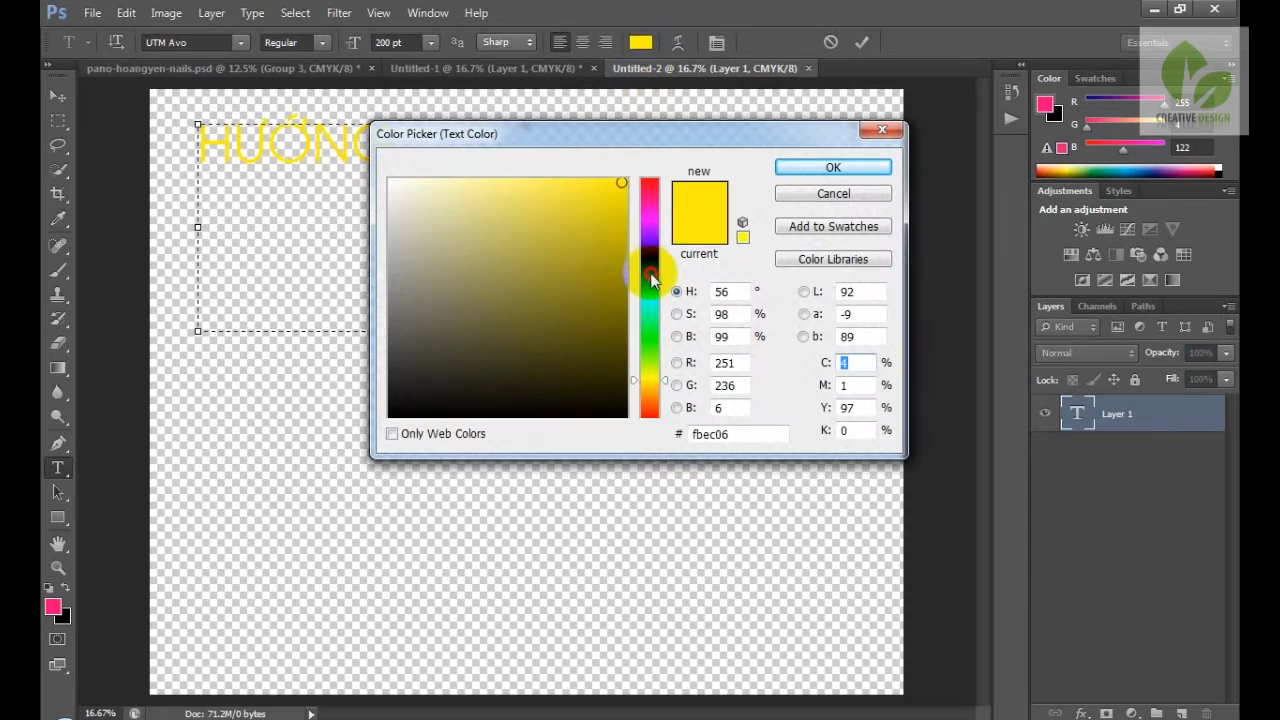 Ps File Edit Image Layer Type Select Filter View Window Help
T UTM Avo Regular 200 pt Sharp Essentials
pano-hoangyen-nails.psd @ 12.5% (Group 3, CMYK/8) * × Untitled-1 @ 16.7% (Layer 1, CMYK/8) * × Untitled-2 @ 16.7% (Layer 1, CMYK/8) ×
Color Swatches
R 255
G 4
B 122
CREATIVE DESIGN
HƯỚNG
Color Picker (Text Color)
new
current
OK
Cancel
Add to Swatches
Color Libraries
H: 56 ° L: 92
S: 98 % a: -9
B: 99 % b: 89
R: 251 C: 4 %
G: 236 M: 1 %
B: 6 Y: 97 %
# fbec06 K: 0 %
Only Web Colors
Adjustments Styles
Add an adjustment
Layers Channels Paths
Kind
Normal Opacity: 100%
Lock: Fill: 100%
T Layer 1
16.67% Doc: 71.2M/0 bytes